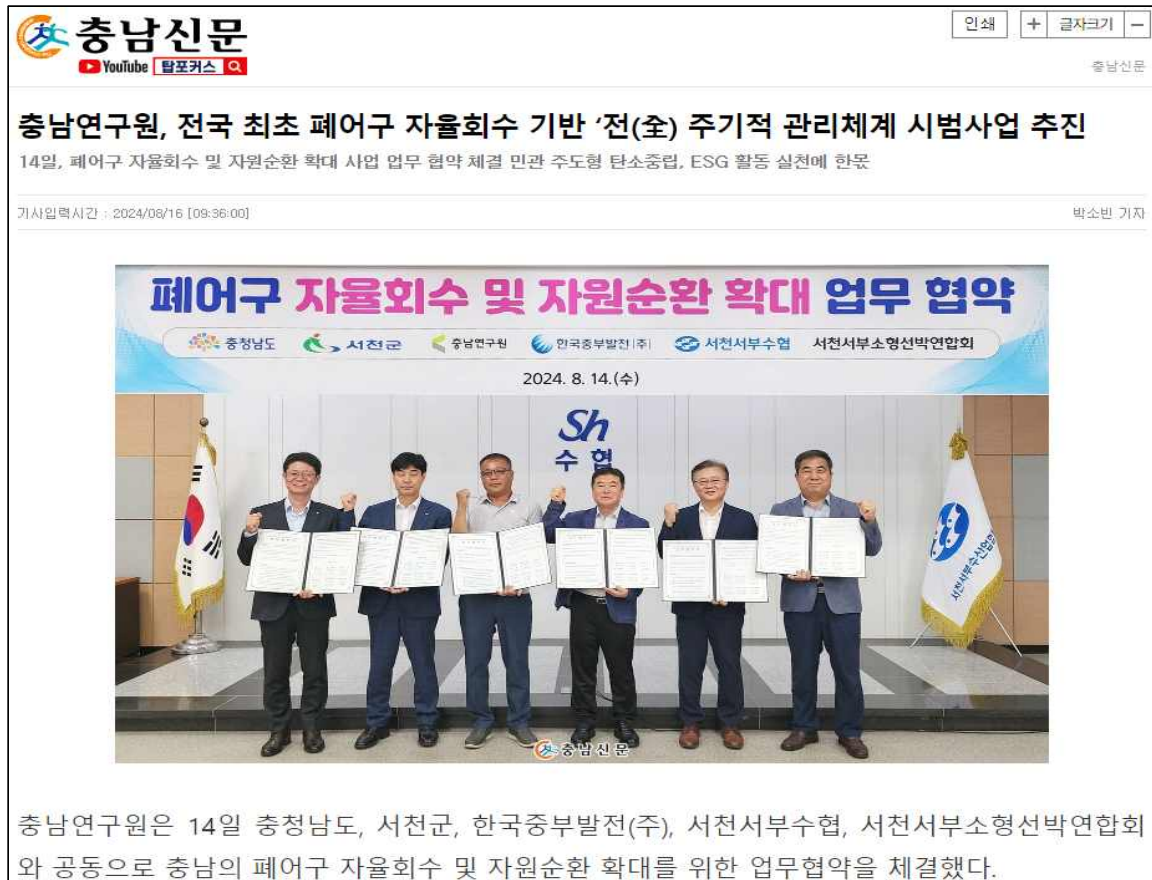 충남신문
YouTube 탑포커스
인쇄 + 글자크기 -
충남신문
충남연구원, 전국 최초 폐어구 자율회수 기반 ‘전(全) 주기적 관리체계 시범사업 추진
14일, 폐어구 자율회수 및 자원순환 확대 사업 업무 협약 체결 민관 주도형 탄소중립, ESG 활동 실천에 한몫
기사입력시간 : 2024/08/16 [09:36:00]
박소빈 기자
폐어구 자율회수 및 자원순환 확대 업무 협약
충청남도 서천군 충남연구원 한국중부발전(주) 서천서부수협 서천서부소형선박연합회
2024. 8. 14.(수)
Sh
수협
충남신문
충남연구원은 14일 충청남도, 서천군, 한국중부발전(주), 서천서부수협, 서천서부소형선박연합회
와 공동으로 충남의 폐어구 자율회수 및 자원순환 확대를 위한 업무협약을 체결했다.